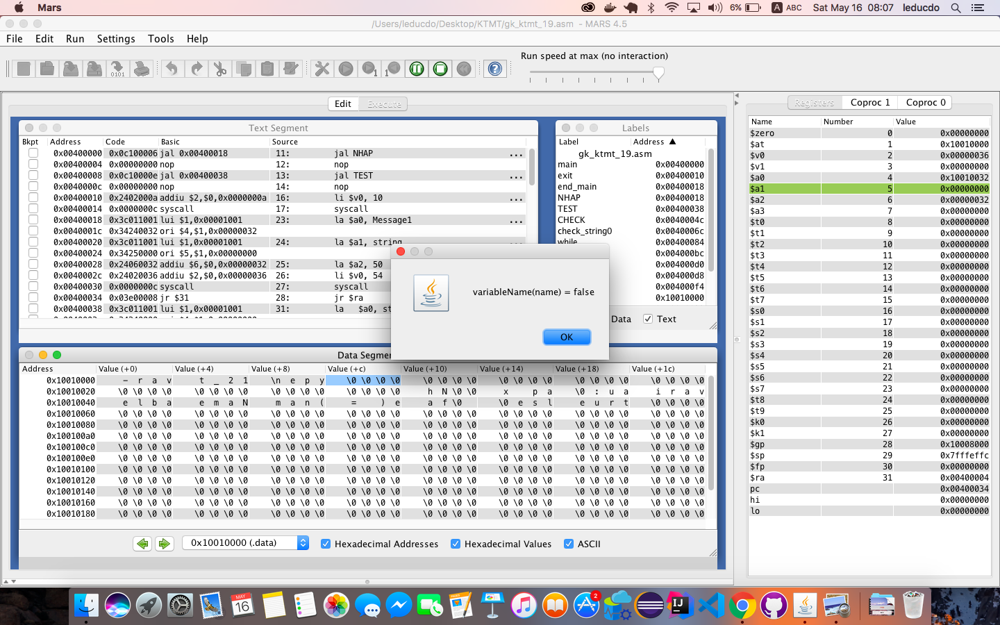 Mars
6%
A ABC
Sat May 16 08:07 leducdo
/Users/leducdo/Desktop/KTMT/gk_ktmt_19.asm - MARS 4.5
File Edit Run Settings Tools Help
Run speed at max (no interaction)
Edit Execute
Registers Coproc 1 Coproc 0
Text Segment
Bkpt Address Code Basic Source
0x00400000 0x0c100006 jal 0x00400018 11: jal NHAP ...
0x00400004 0x00000000 nop 12: nop
0x00400008 0x0c10000e jal 0x00400038 13: jal TEST ...
0x0040000c 0x00000000 nop 14: nop
0x00400010 0x2402000a addiu $2,$0,0x0000000a 16: li $v0, 10 ...
0x00400014 0x0000000c syscall 17: syscall
0x00400018 0x3c011001 lui $1,0x00001001 23: la $a0, Message1 ...
0x0040001c 0x34240032 ori $4,$1,0x00000032
0x00400020 0x3c011001 lui $1,0x00001001 24: la $a1, string
0x00400024 0x34250000 ori $5,$1,0x00000000
0x00400028 0x24060032 addiu $6,$0,0x00000032 25: la $a2, 50
0x0040002c 0x24020036 addiu $2,$0,0x00000036 26: li $v0, 54
0x00400030 0x0000000c syscall 27: syscall
0x00400034 0x03e00008 jr $31 28: jr $ra
0x00400038 0x3c011001 lui $1,0x00001001 31: la $a0, st
Labels
Label Address ▲
gk_ktmt_19.asm
main 0x00400000
exit 0x00400010
end_main 0x00400018
NHAP 0x00400018
TEST 0x00400038
CHECK 0x0040004c
check_string0 0x0040006c
while 0x00400084
0x004000bc
0x004000d0
0x004000d8
0x004000f4
0x10010000
Data Text
variableName(name) = false
OK
Data Segmen
Address Value (+0) Value (+4) Value (+8) Value (+c) Value (+10) Value (+14) Value (+18) Value (+1c)
0x10010000 – r a v t _ 2 1 \n e p y \0 \0 \0 \0 \0 \0 \0 \0 \0 \0 \0 \0 \0 \0 \0 \0 \0 \0 \0 \0
0x10010020 \0 \0 \0 \0 \0 \0 \0 \0 \0 \0 \0 \0 \0 \0 \0 \0 h N \0 \0 x p a \0 : u a i r a v
0x10010040 e l b a e m a N m a n ( = ) e a f \0 \0 e s l e u r t \0 \0 \0 \0
0x10010060 \0 \0 \0 \0 \0 \0 \0 \0 \0 \0 \0 \0 \0 \0 \0 \0 \0 \0 \0 \0 \0 \0 \0 \0 \0 \0 \0 \0 \0 \0 \0 \0
0x10010080 \0 \0 \0 \0 \0 \0 \0 \0 \0 \0 \0 \0 \0 \0 \0 \0 \0 \0 \0 \0 \0 \0 \0 \0 \0 \0 \0 \0 \0 \0 \0 \0
0x100100a0 \0 \0 \0 \0 \0 \0 \0 \0 \0 \0 \0 \0 \0 \0 \0 \0 \0 \0 \0 \0 \0 \0 \0 \0 \0 \0 \0 \0 \0 \0 \0 \0
0x100100c0 \0 \0 \0 \0 \0 \0 \0 \0 \0 \0 \0 \0 \0 \0 \0 \0 \0 \0 \0 \0 \0 \0 \0 \0 \0 \0 \0 \0 \0 \0 \0 \0
0x100100e0 \0 \0 \0 \0 \0 \0 \0 \0 \0 \0 \0 \0 \0 \0 \0 \0 \0 \0 \0 \0 \0 \0 \0 \0 \0 \0 \0 \0 \0 \0 \0 \0
0x10010100 \0 \0 \0 \0 \0 \0 \0 \0 \0 \0 \0 \0 \0 \0 \0 \0 \0 \0 \0 \0 \0 \0 \0 \0 \0 \0 \0 \0 \0 \0 \0 \0
0x10010120 \0 \0 \0 \0 \0 \0 \0 \0 \0 \0 \0 \0 \0 \0 \0 \0 \0 \0 \0 \0 \0 \0 \0 \0 \0 \0 \0 \0 \0 \0 \0 \0
0x10010140 \0 \0 \0 \0 \0 \0 \0 \0 \0 \0 \0 \0 \0 \0 \0 \0 \0 \0 \0 \0 \0 \0 \0 \0 \0 \0 \0 \0 \0 \0 \0 \0
0x10010160 \0 \0 \0 \0 \0 \0 \0 \0 \0 \0 \0 \0 \0 \0 \0 \0 \0 \0 \0 \0 \0 \0 \0 \0 \0 \0 \0 \0 \0 \0 \0 \0
0x10010180 \0 \0 \0 \0 \0 \0 \0 \0 \0 \0 \0 \0 \0 \0 \0 \0 \0 \0 \0 \0 \0 \0 \0 \0 \0 \0 \0 \0 \0 \0 \0 \0
0x10010000 (.data) Hexadecimal Addresses Hexadecimal Values ASCII
Name Number Value
$zero 0 0x00000000
$at 1 0x10010000
$v0 2 0x00000036
$v1 3 0x00000000
$a0 4 0x10010032
$a1 5 0x00000000
$a2 6 0x00000032
$a3 7 0x00000000
$t0 8 0x00000000
$t1 9 0x00000000
$t2 10 0x00000000
$t3 11 0x00000000
$t4 12 0x00000000
$t5 13 0x00000000
$t6 14 0x00000000
$t7 15 0x00000000
$s0 16 0x00000000
$s1 17 0x00000000
$s2 18 0x00000000
$s3 19 0x00000000
$s4 20 0x00000000
$s5 21 0x00000000
$s6 22 0x00000000
$s7 23 0x00000000
$t8 24 0x00000000
$t9 25 0x00000000
$k0 26 0x00000000
$k1 27 0x00000000
$gp 28 0x10008000
$sp 29 0x7fffeffc
$fp 30 0x00000000
$ra 31 0x00400004
pc 0x00400034
hi 0x00000000
lo 0x00000000
MAY
16
2
IJ